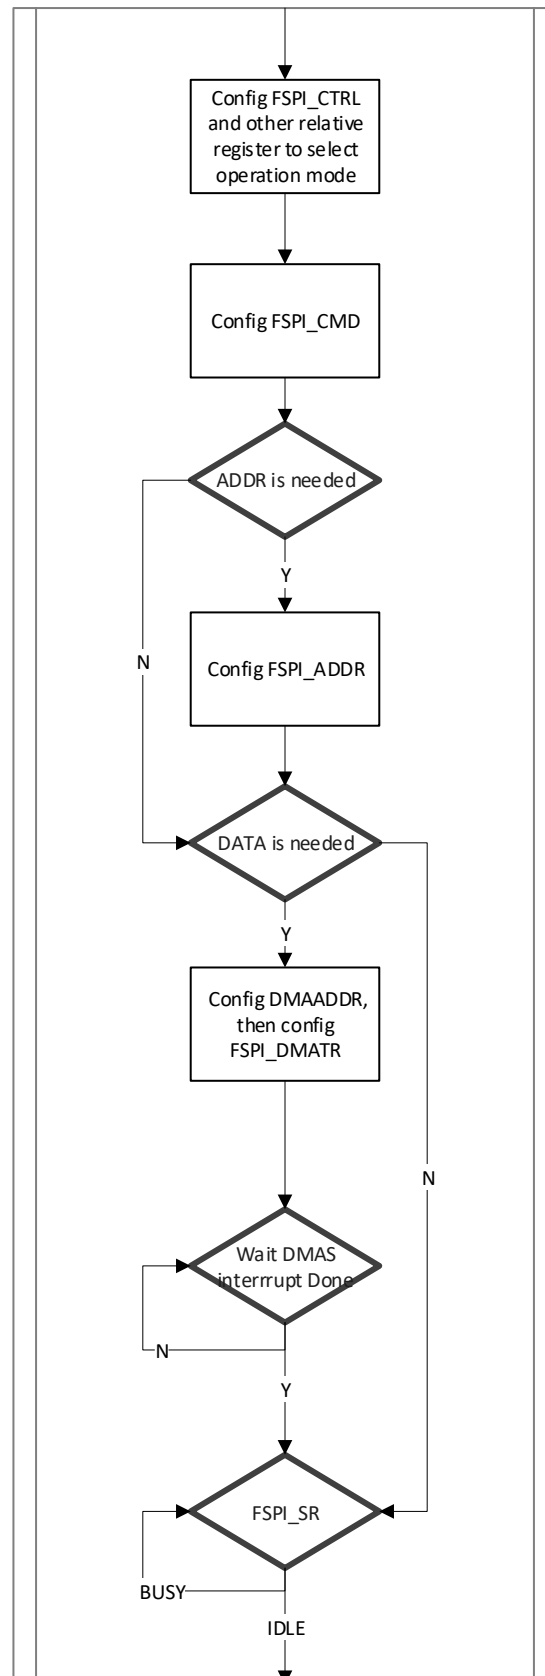 Config FSPI_CTRL
and other relative
register to select
operation mode
Config FSPI_CMD
ADDR is needed
Y
N
Config FSPI_ADDR
DATA is needed
Y
Config DMAADDR,
then config
FSPI_DMATR
N
Wait DMAS
interrrupt Done
N
Y
FSPI_SR
BUSY
IDLE